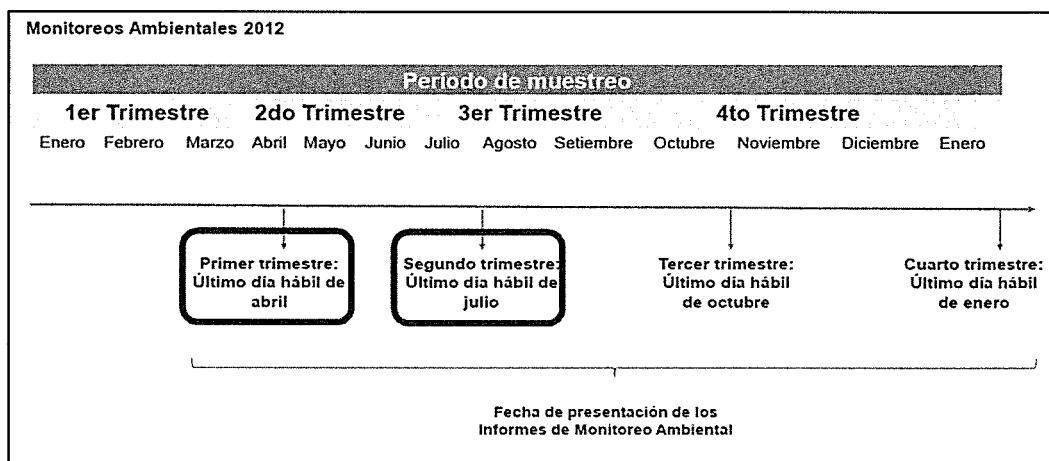 Monitoreos Ambientales 2012
Período de muestreo
1er Trimestre 2do Trimestre 3er Trimestre 4to Trimestre
Enero Febrero Marzo Abril Mayo Junio Julio Agosto Setiembre Octubre Noviembre Diciembre Enero
Primer trimestre:
Último día hábil de
abril
Segundo trimestre:
Último día hábil de
julio
Tercer trimestre:
Último día hábil
de octubre
Cuarto trimestre:
Último día hábil
de enero
Fecha de presentación de los
Informes de Monitoreo Ambiental